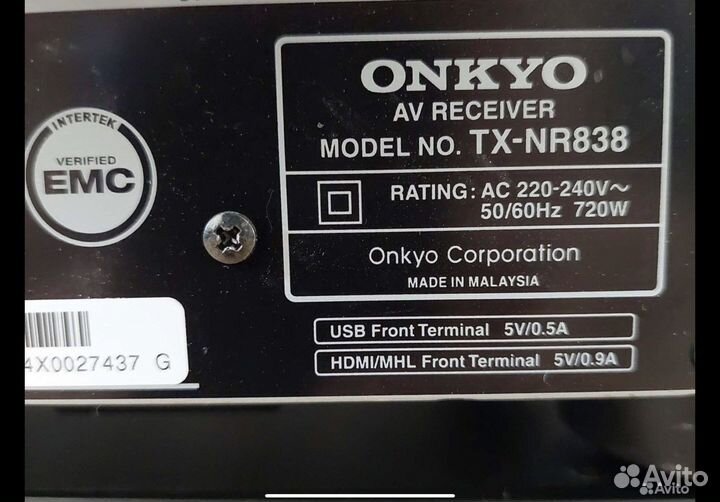 ONKYO
AV RECEIVER
MODEL NO. TX-NR838
RATING: AC 220-240V~
50/60Hz 720W
Onkyo Corporation
MADE IN MALAYSIA
INTERTEK
VERIFIED
EMC
4X0027437 G
USB Front Terminal 5V/0.5A
HDMI/MHL Front Terminal 5V/0.9A
Avito
Avito